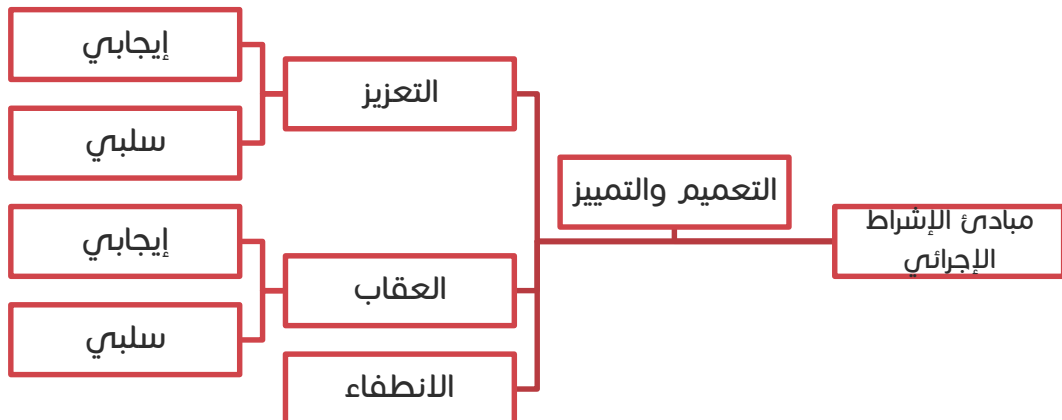 مبادئ الإشراط
الإجرائي
التعميم والتمييز
التعزيز
إيجابي
سلبي
العقاب
إيجابي
سلبي
الانطفاء